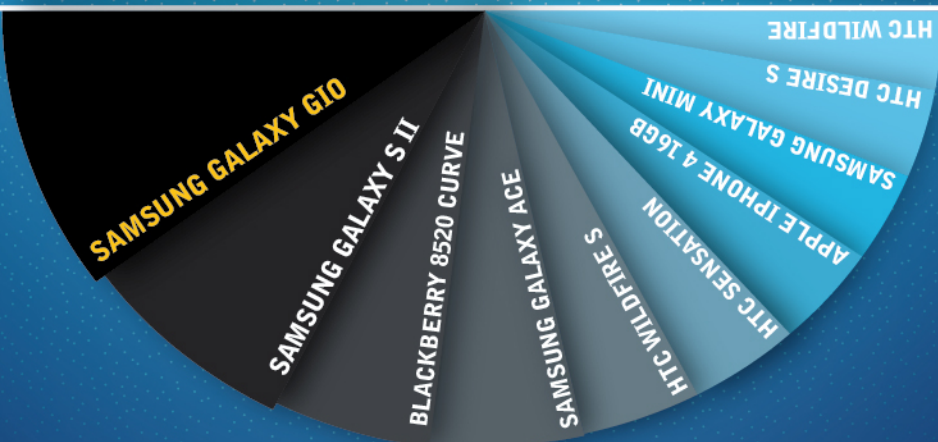 SAMSUNG GALAXY GIO
SAMSUNG GALAXY S II
BLACKBERRY 8520 CURVE
SAMSUNG GALAXY ACE
HTC WILDFIRE S
HTC SENSATION
APPLE IPHONE 4 16GB
SAMSUNG GALAXY MINI
HTC DESIRE S
HTC WILDFIRE